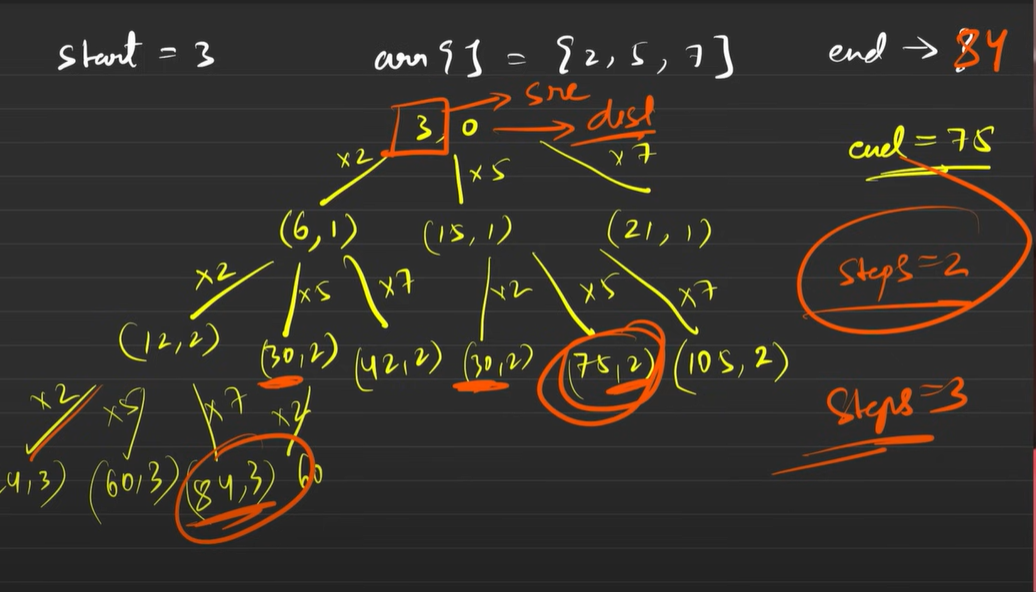 start = 3 arr { } = {2, 5, 7} end → 84
3, 0 → src
→ dist
end = 75
x2 x5 x7
(6, 1) (15, 1) (21, 1)
Steps = 2
x2 x5 x7 x2 x5 x7
(12, 2) (30, 2) (42, 2) (30, 2) (75, 2) (105, 2)
Steps = 3
x2 x5 x7 x2
4, 3) (60, 3) (84, 3) 60